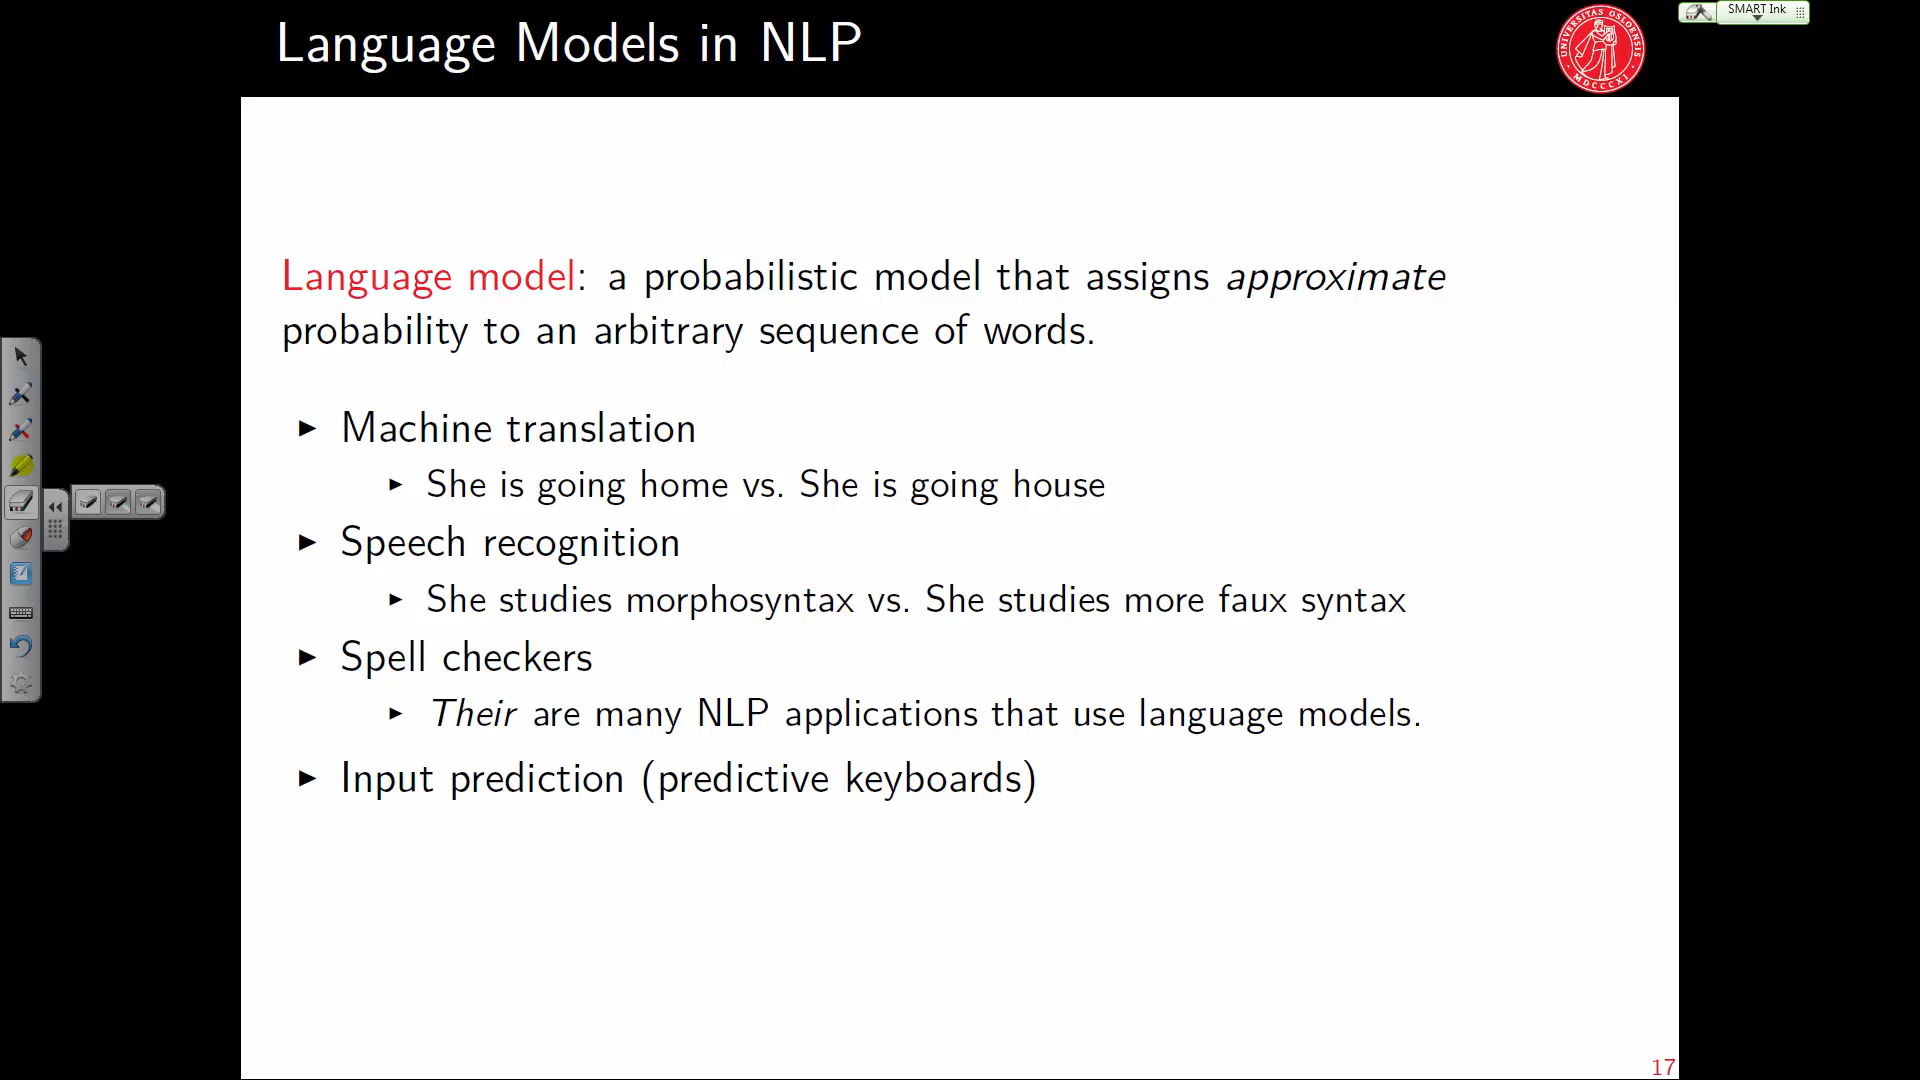 Language Models in NLP
UNIVERSITAS OSLOENSIS
MDCCCXI
SMART Ink
Language model: a probabilistic model that assigns approximate
probability to an arbitrary sequence of words.
► Machine translation
► She is going home vs. She is going house
► Speech recognition
► She studies morphosyntax vs. She studies more faux syntax
► Spell checkers
► Their are many NLP applications that use language models.
► Input prediction (predictive keyboards)
17